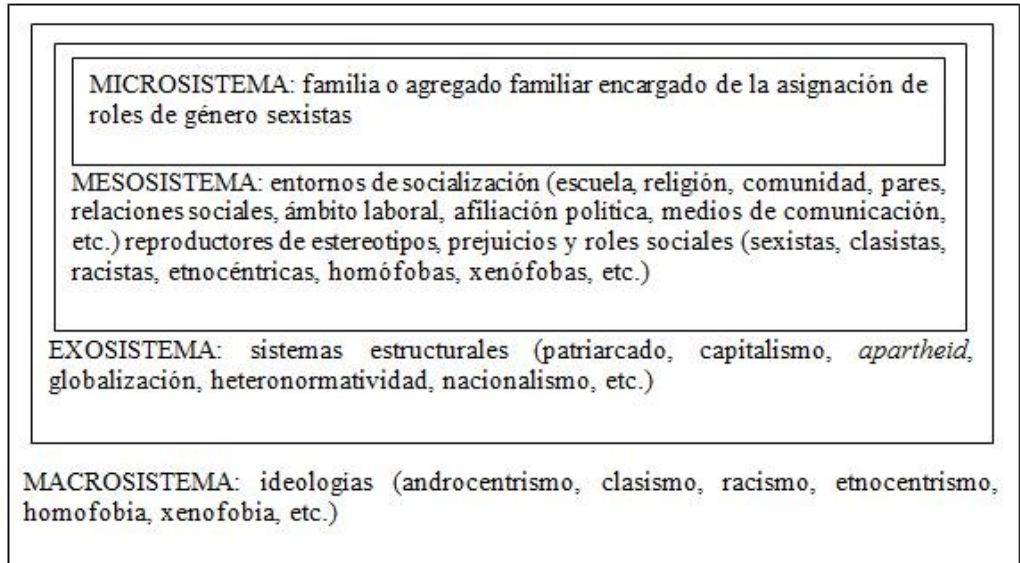 MICROSISTEMA: familia o agregado familiar encargado de la asignación de
roles de género sexistas
MESOSISTEMA: entornos de socialización (escuela, religión, comunidad, pares,
relaciones sociales, ámbito laboral, afiliación política, medios de comunicación,
etc.) reproductores de estereotipos, prejuicios y roles sociales (sexistas, clasistas,
racistas, etnocéntricas, homófobas, xenófobas, etc.)
EXOSISTEMA: sistemas estructurales (patriarcado, capitalismo, apartheid,
globalización, heteronormatividad, nacionalismo, etc.)
MACROSISTEMA: ideologías (androcentrismo, clasismo, racismo, etnocentrismo,
homofobia, xenofobia, etc.)